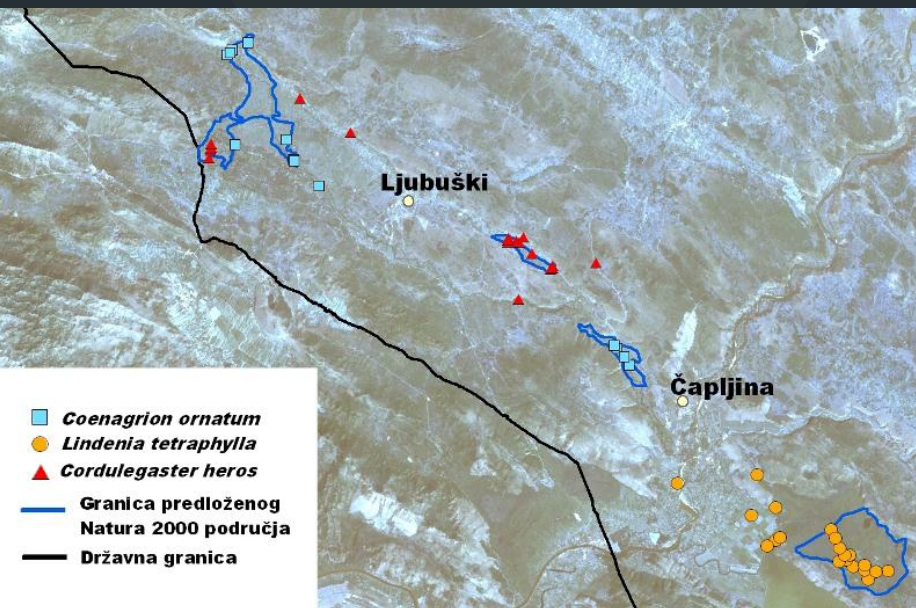 Ljubuški
Čapljina
Coenagrion ornatum
Lindenia tetraphylla
Cordulegaster heros
Granica predloženog
Natura 2000 područja
Državna granica